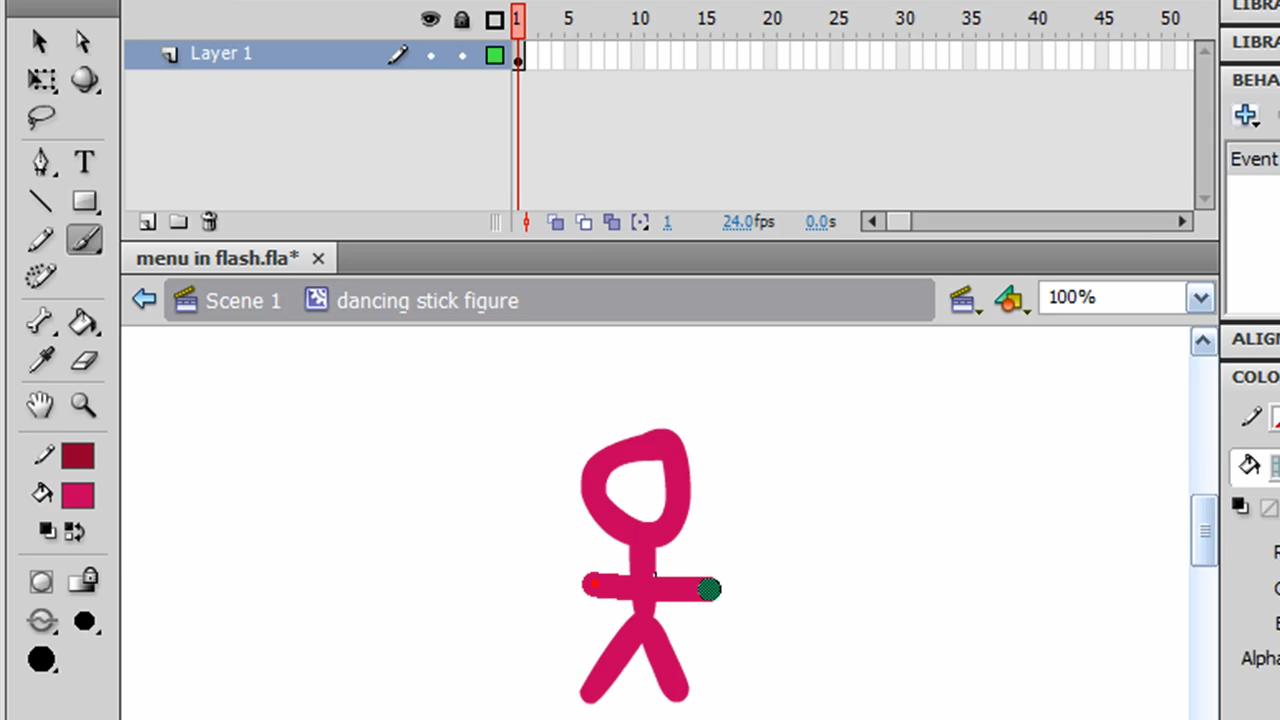 LIBRA
1 5 10 15 20 25 30 35 40 45 50
LIBRA
Layer 1
BEHA
Event
T
1 24.0fps 0.0s
menu in flash.fla*
Scene 1 dancing stick figure 100%
ALIGN
COLO
R
Alpha